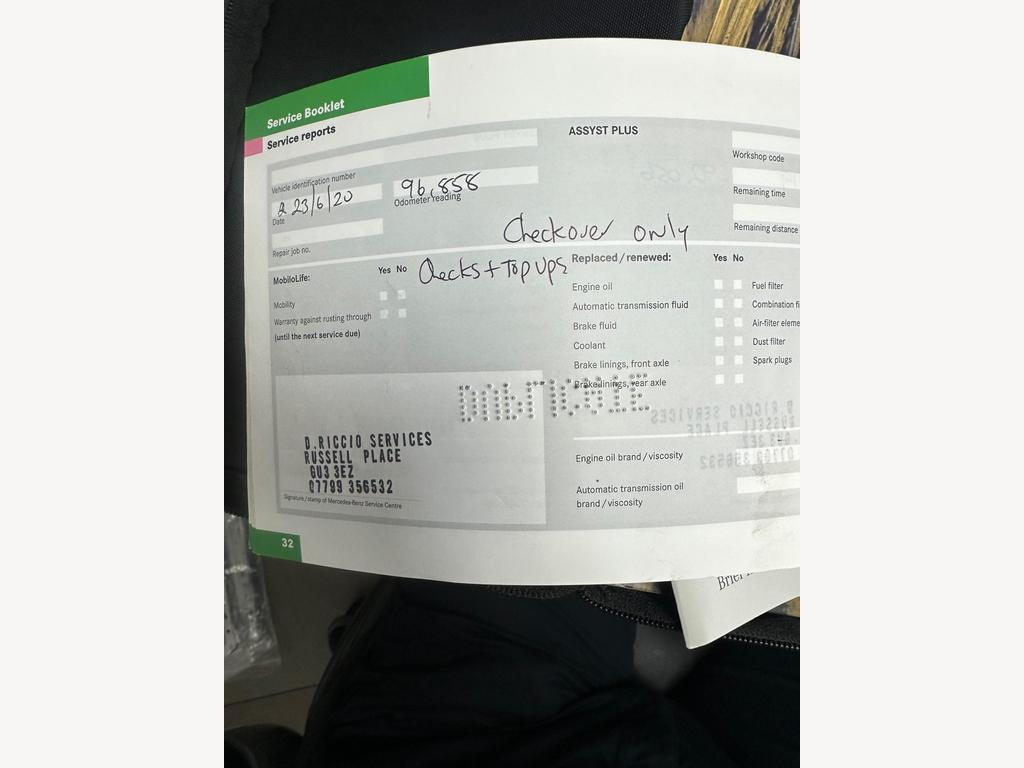 Service Booklet
Service reports
Vehicle identification number
23/6/20
Date
96,858
Odometer reading
Repair job no.
ASSYST PLUS
Workshop code
Remaining time
Remaining distance
Checkover only
Checks + Top ups
MobiloLife:
Yes No
Mobility
Warranty against rusting through
(until the next service due)
Replaced/renewed:
Yes No
Engine oil
Automatic transmission fluid
Brake fluid
Coolant
Brake linings, front axle
Brake linings, rear axle
Fuel filter
Combination fi
Air-filter eleme
Dust filter
Spark plugs
Engine oil brand/viscosity
Automatic transmission oil
brand/viscosity
D.RICCIO SERVICES
RUSSELL PLACE
GU3 3EZ
07799 356532
Signature/stamp of Mercedes-Benz Service Centre
32